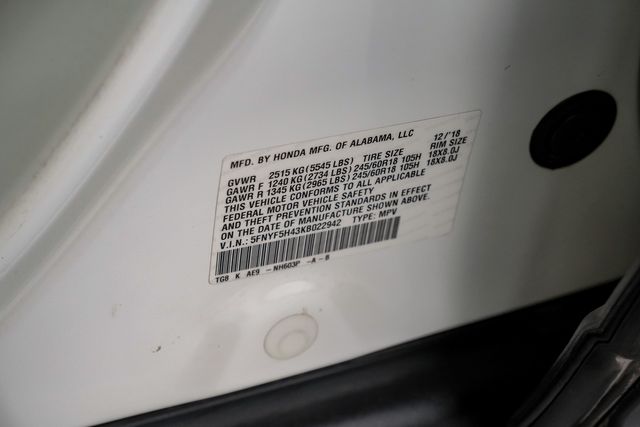 MFD. BY HONDA MFG. OF ALABAMA, LLC 12/'18
GVWR 2515 KG (5545 LBS) TIRE SIZE RIM SIZE
GAWR F 1240 KG (2734 LBS) 245/60R18 105H 18X8.0J
GAWR R 1345 KG (2965 LBS) 245/60R18 105H 18X8.0J
THIS VEHICLE CONFORMS TO ALL APPLICABLE
FEDERAL MOTOR VEHICLE SAFETY
AND THEFT PREVENTION STANDARDS IN EFFECT
ON THE DATE OF MANUFACTURE SHOWN ABOVE.
V.I.N.: 5FNYF5H43KB022942 TYPE: MPV
TG8 K AE9 -NH603P -A -B